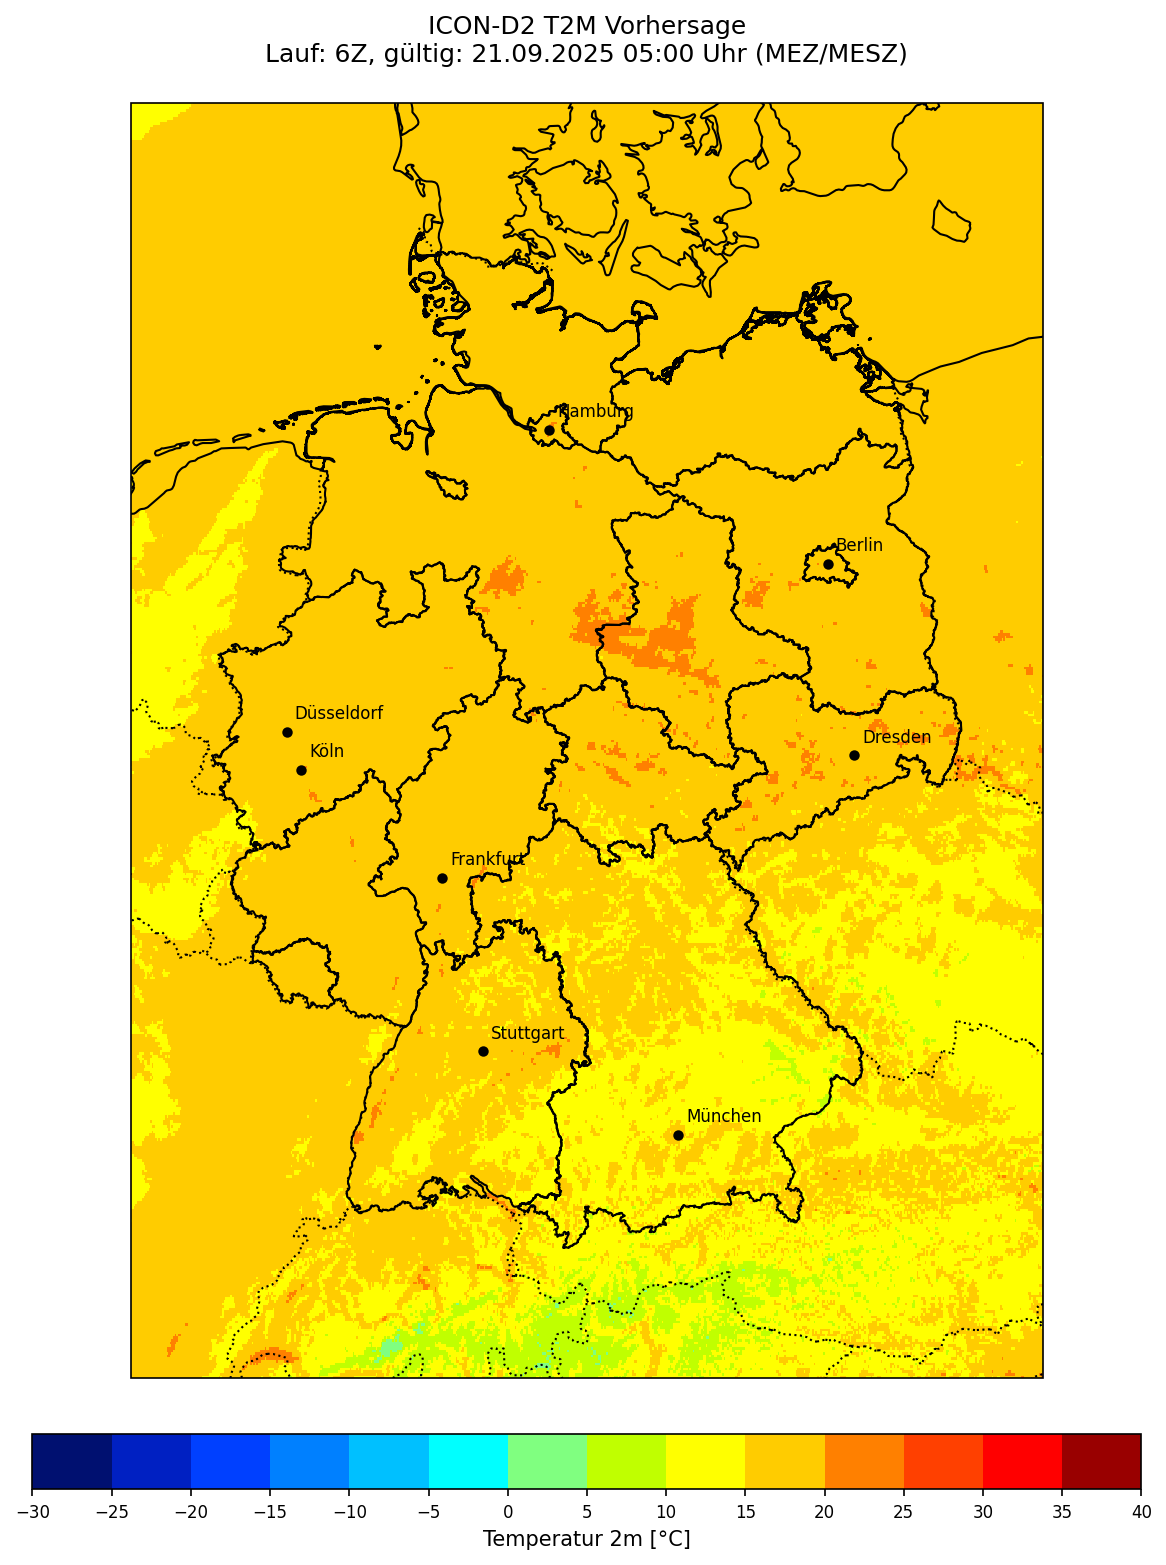 ICON-D2 T2M Vorhersage
Lauf: 6Z, gültig: 21.09.2025 05:00 Uhr (MEZ/MESZ)
Hamburg
Berlin
Düsseldorf
Dresden
Köln
Frankfurt
Stuttgart
München
−30 −25 −20 −15 −10 −5 0 5 10 15 20 25 30 35 40
Temperatur 2m [°C]